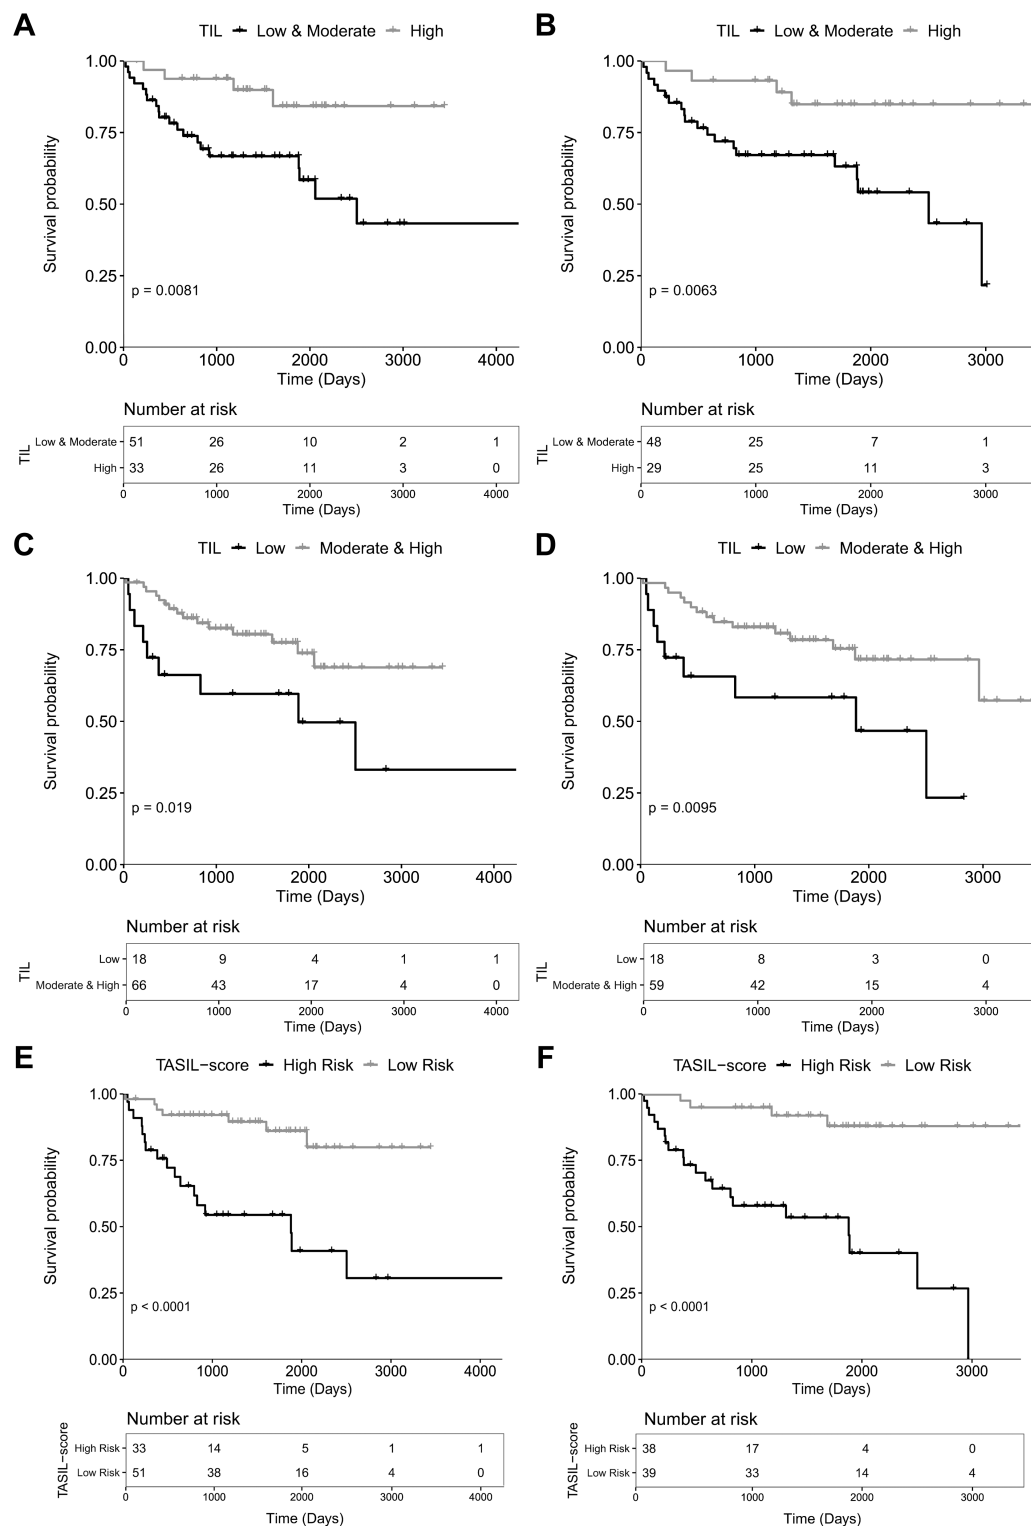 A
TIL Low & Moderate High
Survival probability
1.00
0.75
0.50
0.25
0.00
p = 0.0081
0 1000 2000 3000 4000
Time (Days)
Number at risk
TIL
Low & Moderate 51 26 10 2 1
High 33 26 11 3 0
0 1000 2000 3000 4000
Time (Days)
B
TIL Low & Moderate High
Survival probability
1.00
0.75
0.50
0.25
0.00
p = 0.0063
0 1000 2000 3000
Time (Days)
Number at risk
TIL
Low & Moderate 48 25 7 1
High 29 25 11 3
0 1000 2000 3000
Time (Days)
C
TIL Low Moderate & High
Survival probability
1.00
0.75
0.50
0.25
0.00
p = 0.019
0 1000 2000 3000 4000
Time (Days)
Number at risk
TIL
Low 18 9 4 1 1
Moderate & High 66 43 17 4 0
0 1000 2000 3000 4000
Time (Days)
D
TIL Low Moderate & High
Survival probability
1.00
0.75
0.50
0.25
0.00
p = 0.0095
0 1000 2000 3000
Time (Days)
Number at risk
TIL
Low 18 8 3 0
Moderate & High 59 42 15 4
0 1000 2000 3000
Time (Days)
E
TASIL−score High Risk Low Risk
Survival probability
1.00
0.75
0.50
0.25
0.00
p < 0.0001
0 1000 2000 3000 4000
Time (Days)
Number at risk
TASIL−score
High Risk 33 14 5 1 1
Low Risk 51 38 16 4 0
0 1000 2000 3000 4000
Time (Days)
F
TASIL−score High Risk Low Risk
Survival probability
1.00
0.75
0.50
0.25
0.00
p < 0.0001
0 1000 2000 3000
Time (Days)
Number at risk
TASIL−score
High Risk 38 17 4 0
Low Risk 39 33 14 4
0 1000 2000 3000
Time (Days)